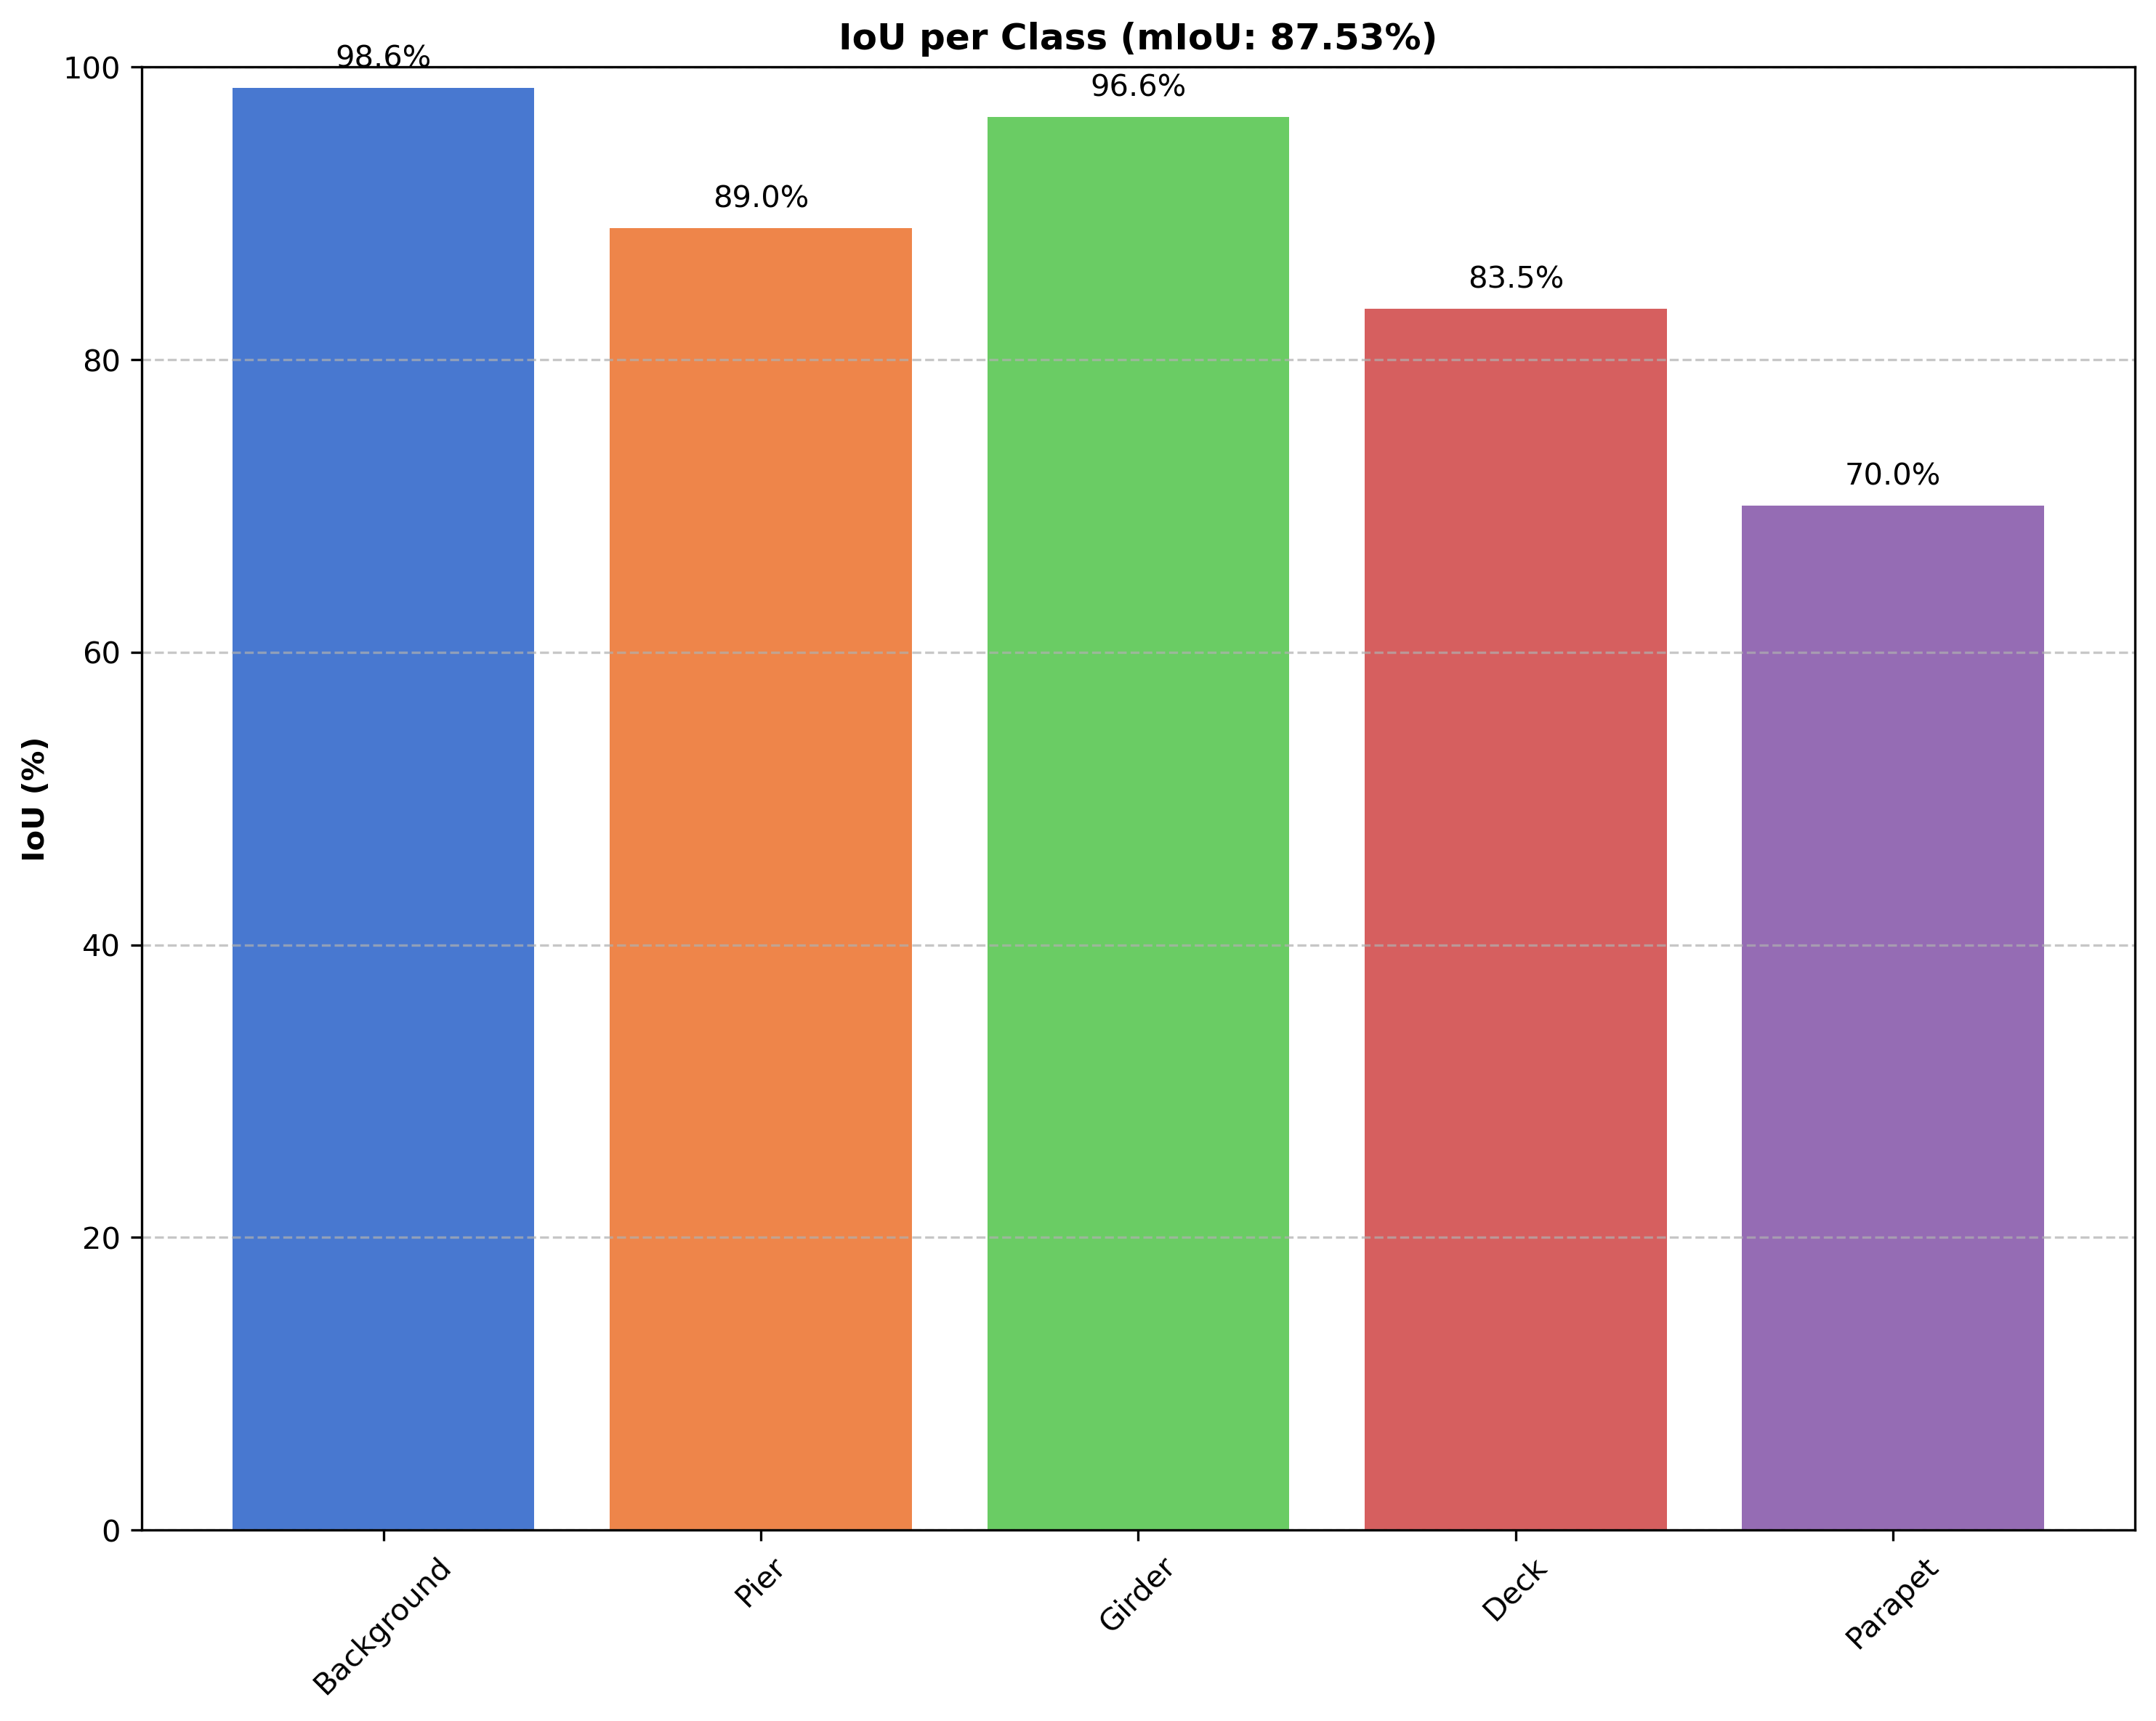 IoU per Class (mIoU: 87.53%)
98.6%
96.6%
89.0%
83.5%
70.0%
100
80
60
40
20
0
IoU (%)
Background
Pier
Girder
Deck
Parapet